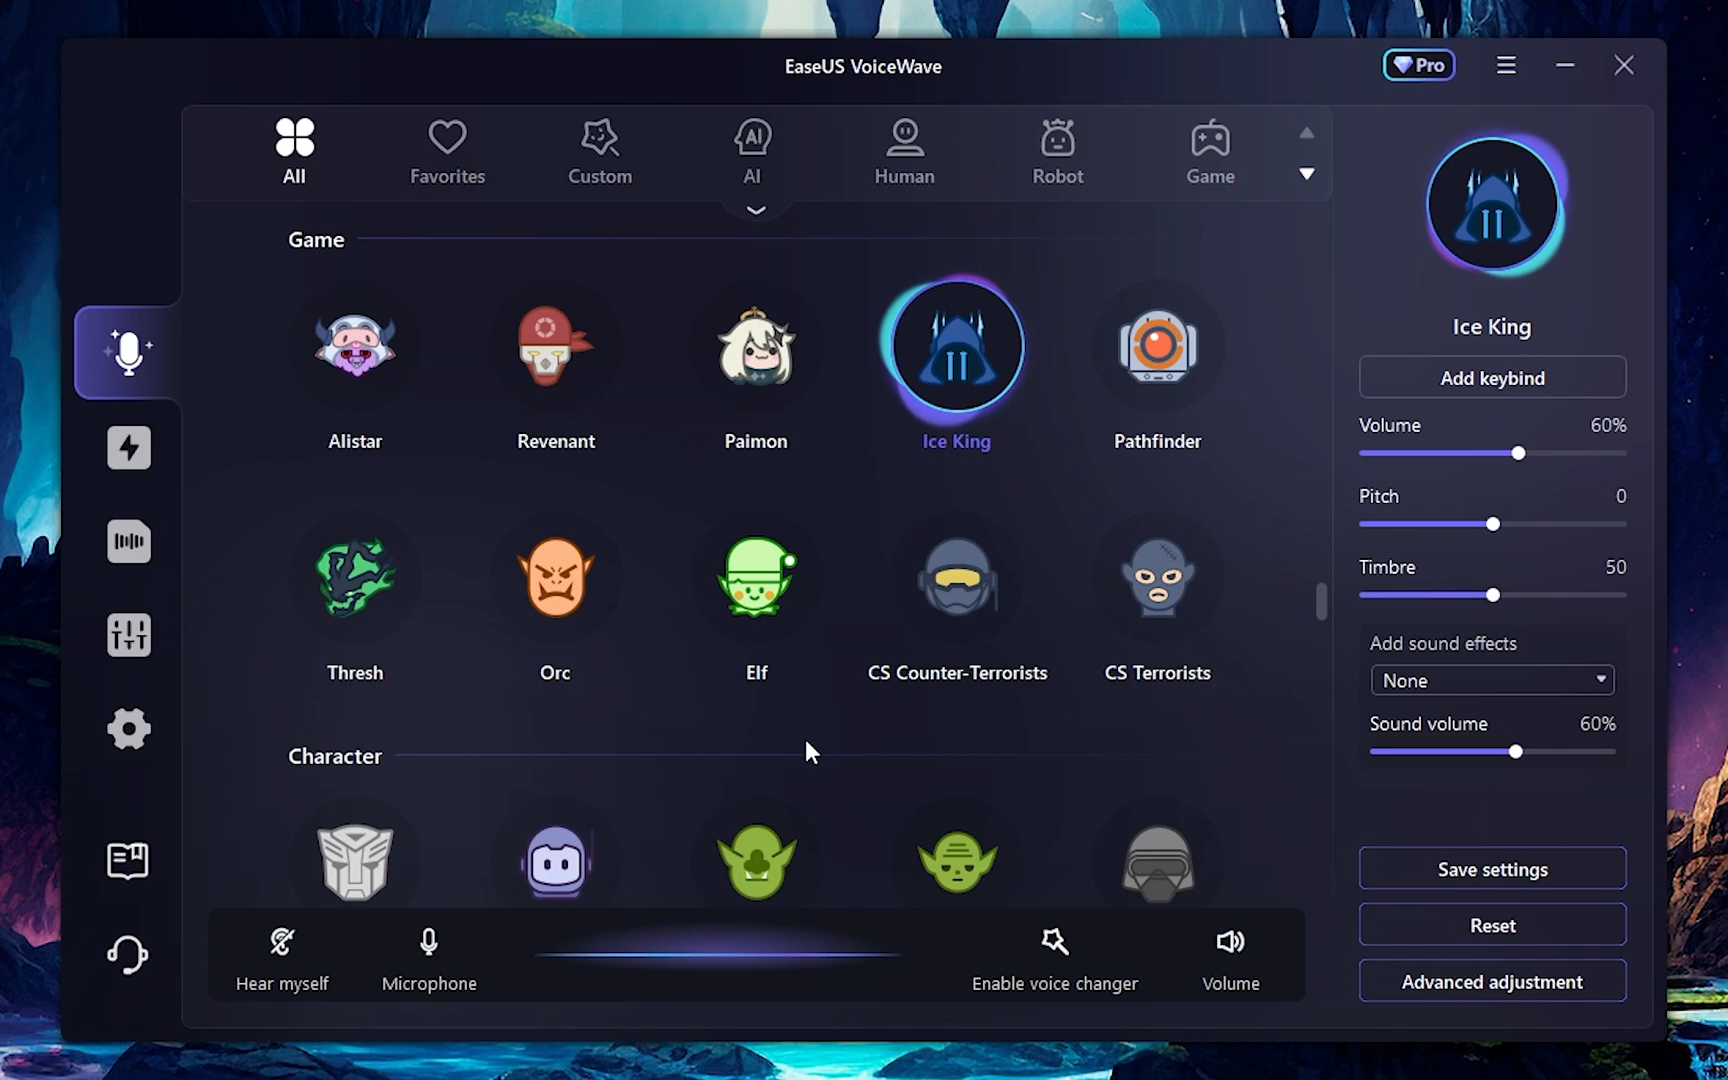 EaseUS VoiceWave
Pro
All
Favorites
Custom
AI
AI
Human
Robot
Game
Game
Alistar
Revenant
Paimon
Ice King
Pathfinder
Thresh
Orc
Elf
CS Counter-Terrorists
CS Terrorists
Character
Hear myself
Microphone
Enable voice changer
Volume
Ice King
Add keybind
Volume 60%
Pitch 0
Timbre 50
Add sound effects
None
Sound volume 60%
Save settings
Reset
Advanced adjustment